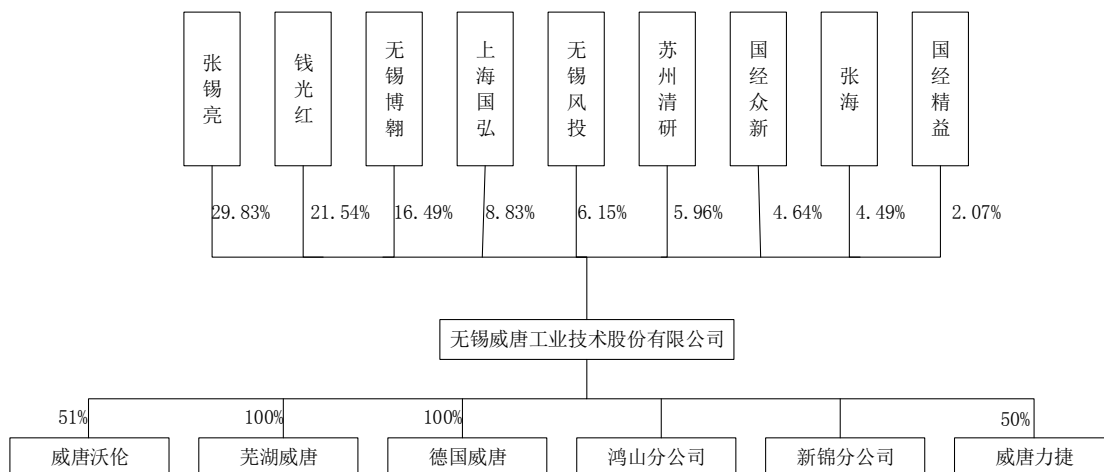 张锡亮
钱光红
无锡博翱
上海国弘
无锡风投
苏州清研
国经众新
张海
国经精益
29.83%
21.54%
16.49%
8.83%
6.15%
5.96%
4.64%
4.49%
2.07%
无锡威唐工业技术股份有限公司
51%
100%
100%
50%
威唐沃伦
芜湖威唐
德国威唐
鸿山分公司
新锦分公司
威唐力捷